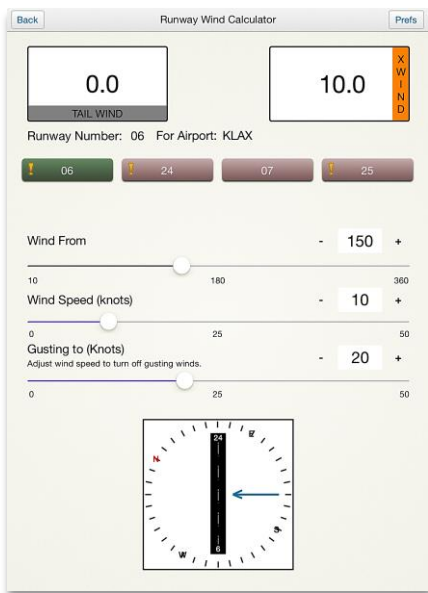 Back Runway Wind Calculator Prefs
0.0
TAIL WIND
10.0
XWIND
Runway Number: 06 For Airport: KLAX
! 06 ! 24 07 ! 25
Wind From - 150 +
10 180 360
Wind Speed (knots) - 10 +
0 25 50
Gusting to (Knots) - 20 +
Adjust wind speed to turn off gusting winds.
0 25 50
24
N
W
6